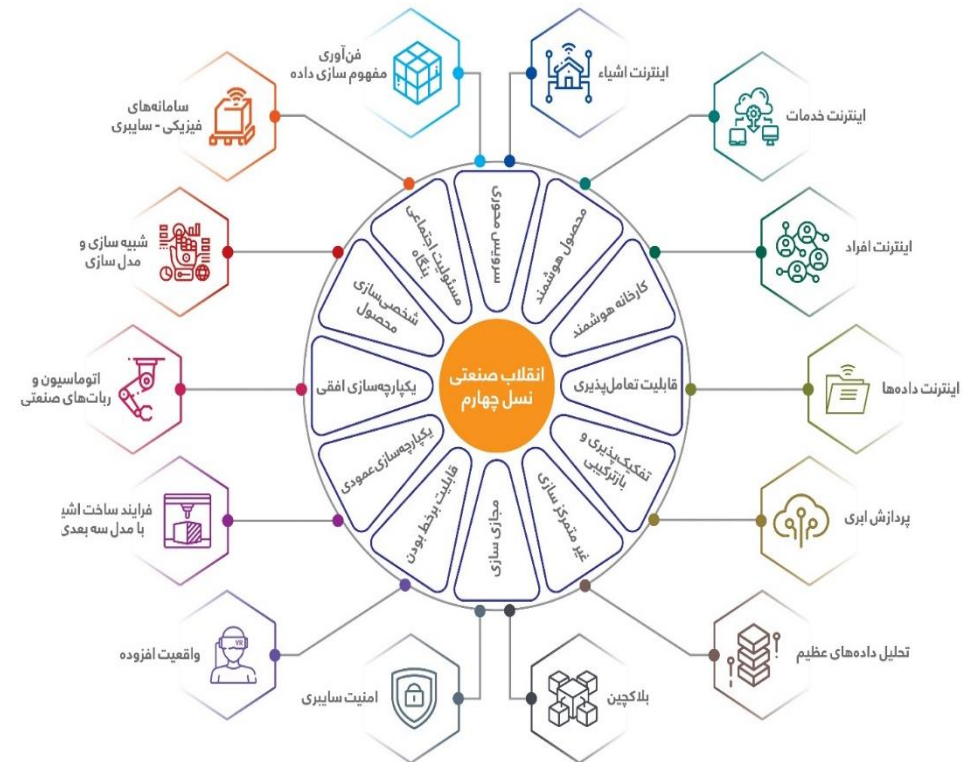 فن‌آوری
مفهوم سازی داده
اینترنت اشیاء
اینترنت خدمات
اینترنت افراد
اینترنت داده‌ها
پردازش ابری
تحلیل داده‌های عظیم
بلاکچین
امنیت سایبری
واقعیت افزوده
فرایند ساخت اشیـ
با مدل سه بعدی
اتوماسیون و
ربات‌های صنعتی
شبیه سازی و
مدل سازی
سامانه‌های
فیزیکی - سایبری
سرویس محوری
محصول هوشمند
کارخانه هوشمند
قابلیت تعامل‌پذیری
تفکیک‌پذیری و
بازترکیبی
غیر متمرکز سازی
مجازی سازی
قابلیت برخط بودن
یکپارچه‌سازی عمودی
یکپارچه‌سازی افقی
شخصی‌سازی
محصول
مسئولیت اجتماعی
بنگاه
انقلاب صنعتی
نسل چهارم
VR